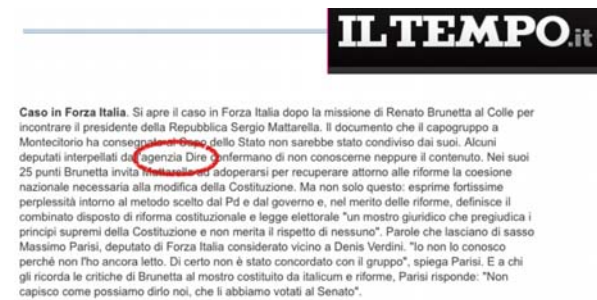 IL TEMPO.it
Caso in Forza Italia. Si apre il caso in Forza Italia dopo la missione di Renato Brunetta al Colle per
incontrare il presidente della Repubblica Sergio Mattarella. Il documento che il capogruppo a
Montecitorio ha consegnato al Capo dello Stato non sarebbe stato condiviso dai suoi. Alcuni
deputati interpellati da l'agenzia Dire confermano di non conoscerne neppure il contenuto. Nei suoi
25 punti Brunetta invita Mattarella ad adoperarsi per recuperare attorno alle riforme la coesione
nazionale necessaria alla modifica della Costituzione. Ma non solo questo: esprime fortissime
perplessità intorno al metodo scelto dal Pd e dal governo e, nel merito delle riforme, definisce il
combinato disposto di riforma costituzionale e legge elettorale "un mostro giuridico che pregiudica i
principi supremi della Costituzione e non merita il rispetto di nessuno". Parole che lasciano di sasso
Massimo Parisi, deputato di Forza Italia considerato vicino a Denis Verdini. "Io non lo conosco
perché non l'ho ancora letto. Di certo non è stato concordato con il gruppo", spiega Parisi. E a chi
gli ricorda le critiche di Brunetta al mostro costituito da italicum e riforme, Parisi risponde: "Non
capisco come possiamo dirlo noi, che li abbiamo votati al Senato".